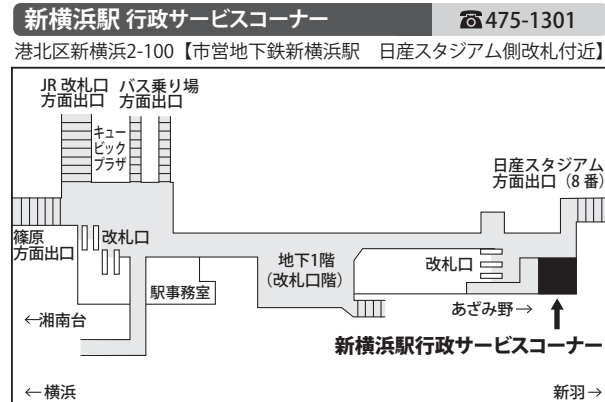 新横浜駅 行政サービスコーナー
☎475-1301
港北区新横浜2-100【市営地下鉄新横浜駅　日産スタジアム側改札付近】
JR 改札口
方面出口
バス乗り場
方面出口
キュー
ビック
プラザ
日産スタジアム
方面出口（8 番）
篠原
方面出口
改札口
地下1階
（改札口階）
改札口
駅事務室
あざみ野→
←湘南台
新横浜駅行政サービスコーナー
←横浜
新羽→